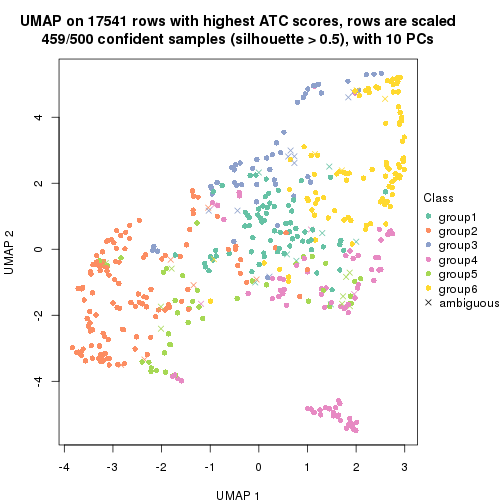 UMAP on 17541 rows with highest ATC scores, rows are scaled
459/500 confident samples (silhouette > 0.5), with 10 PCs
4
2
0
-2
-4
UMAP 2
-4
-3
-2
-1
0
1
2
3
UMAP 1
Class
group1
group2
group3
group4
group5
group6
ambiguous